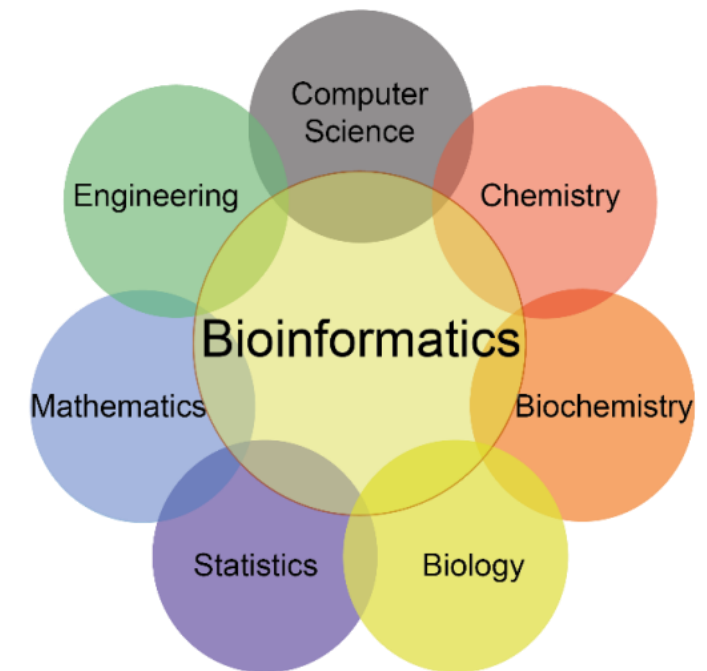 Computer
Science
Engineering
Chemistry
Bioinformatics
Mathematics
Biochemistry
Statistics
Biology